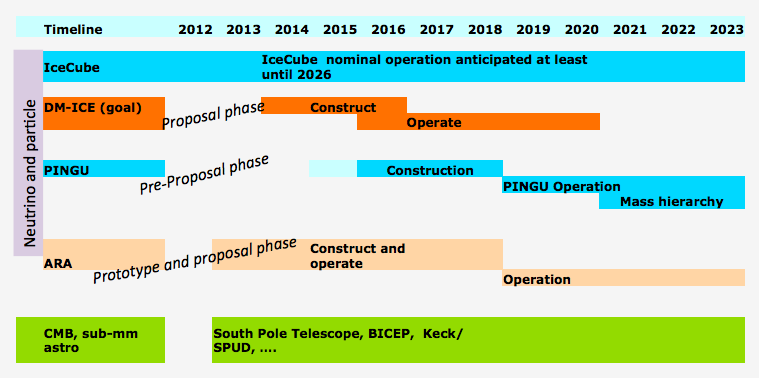 Timeline 2012 2013 2014 2015 2016 2017 2018 2019 2020 2021 2022 2023
Neutrino and particle
IceCube
IceCube nominal operation anticipated at least
until 2026
DM-ICE (goal)
Proposal phase
Construct
Operate
PINGU
Pre-Proposal phase
Construction
PINGU Operation
Mass hierarchy
ARA
Prototype and proposal phase
Construct and
operate
Operation
CMB, sub-mm
astro
South Pole Telescope, BICEP, Keck/
SPUD, ....